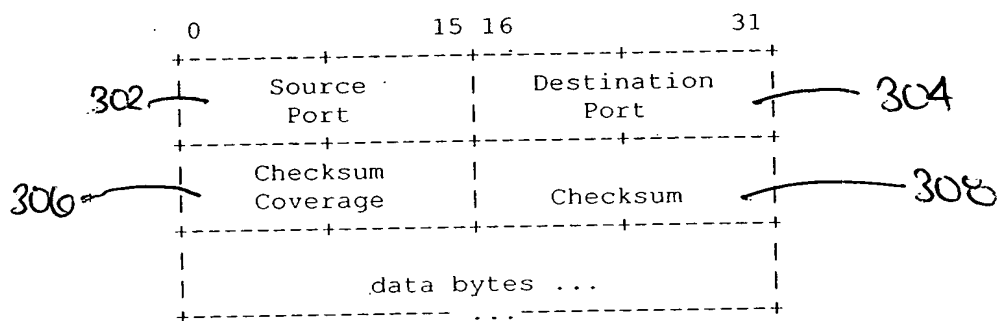 0 15 16 31
+--------+--------+--------+--------+
302 | Source | Destination | 304
Port | Port
+--------+--------+--------+--------+
306 | Checksum |
Coverage | Checksum | 308
+--------+--------+--------+--------+
|
| data bytes ... |
+---------------- ...-----------------+